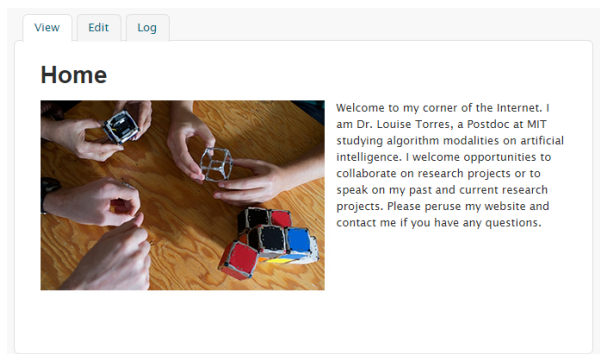 View Edit Log
Home
Welcome to my corner of the Internet. I
am Dr. Louise Torres, a Postdoc at MIT
studying algorithm modalities on artificial
intelligence. I welcome opportunities to
collaborate on research projects or to
speak on my past and current research
projects. Please peruse my website and
contact me if you have any questions.